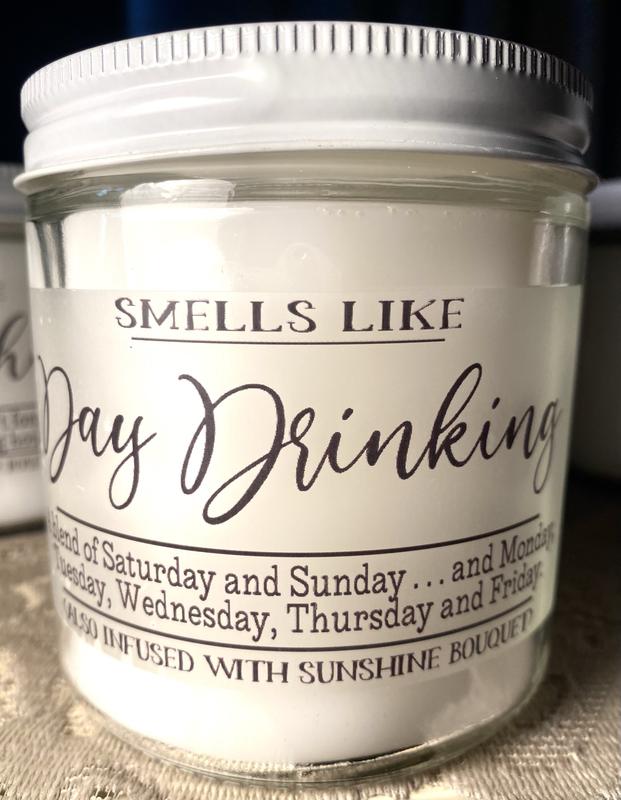 SMELLS LIKE
Day Drinking
A blend of Saturday and Sunday... and Monday,
Tuesday, Wednesday, Thursday and Friday.
(ALSO INFUSED WITH SUNSHINE BOUQUET)